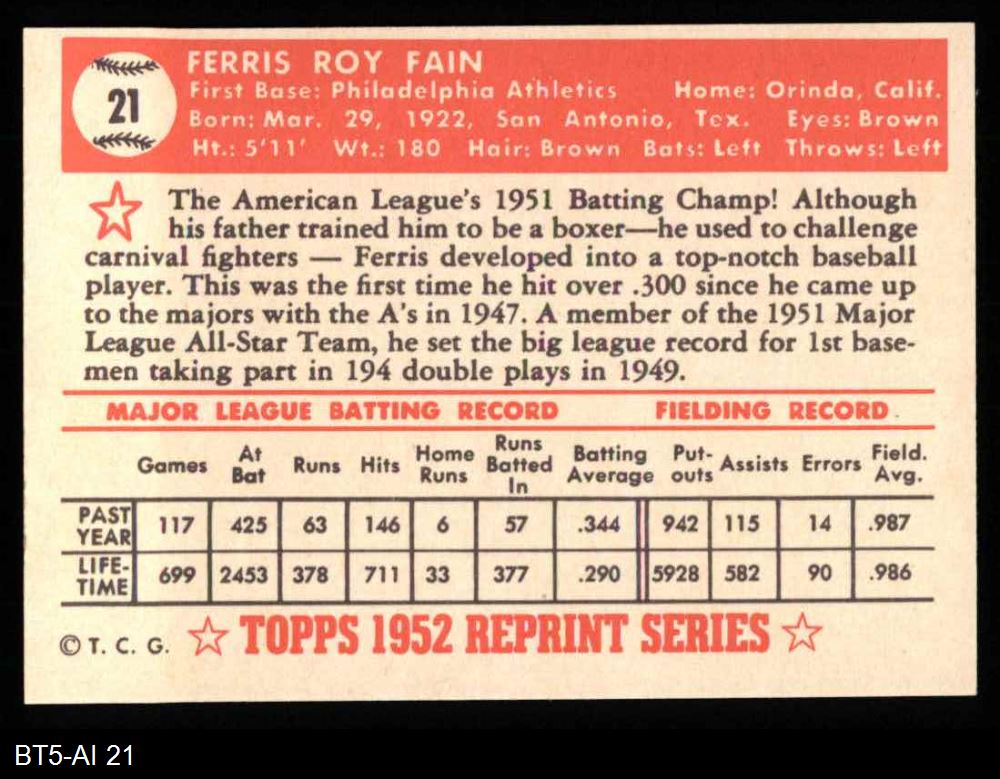 21
FERRIS ROY FAIN
First Base: Philadelphia Athletics Home: Orinda, Calif.
Born: Mar. 29, 1922, San Antonio, Tex. Eyes: Brown
Ht.: 5'11' Wt.: 180 Hair: Brown Bats: Left Throws: Left
The American League's 1951 Batting Champ! Although
his father trained him to be a boxer—he used to challenge
carnival fighters — Ferris developed into a top-notch baseball
player. This was the first time he hit over .300 since he came up
to the majors with the A's in 1947. A member of the 1951 Major
League All-Star Team, he set the big league record for 1st base-
men taking part in 194 double plays in 1949.
MAJOR LEAGUE BATTING RECORD FIELDING RECORD
Games At Bat Runs Hits Home Runs Runs Batted In Batting Average Put-outs Assists Errors Field. Avg.
PAST YEAR 117 425 63 146 6 57 .344 942 115 14 .987
LIFE-TIME 699 2453 378 711 33 377 .290 5928 582 90 .986
© T. C. G. TOPPS 1952 REPRINT SERIES
BT5-AI 21